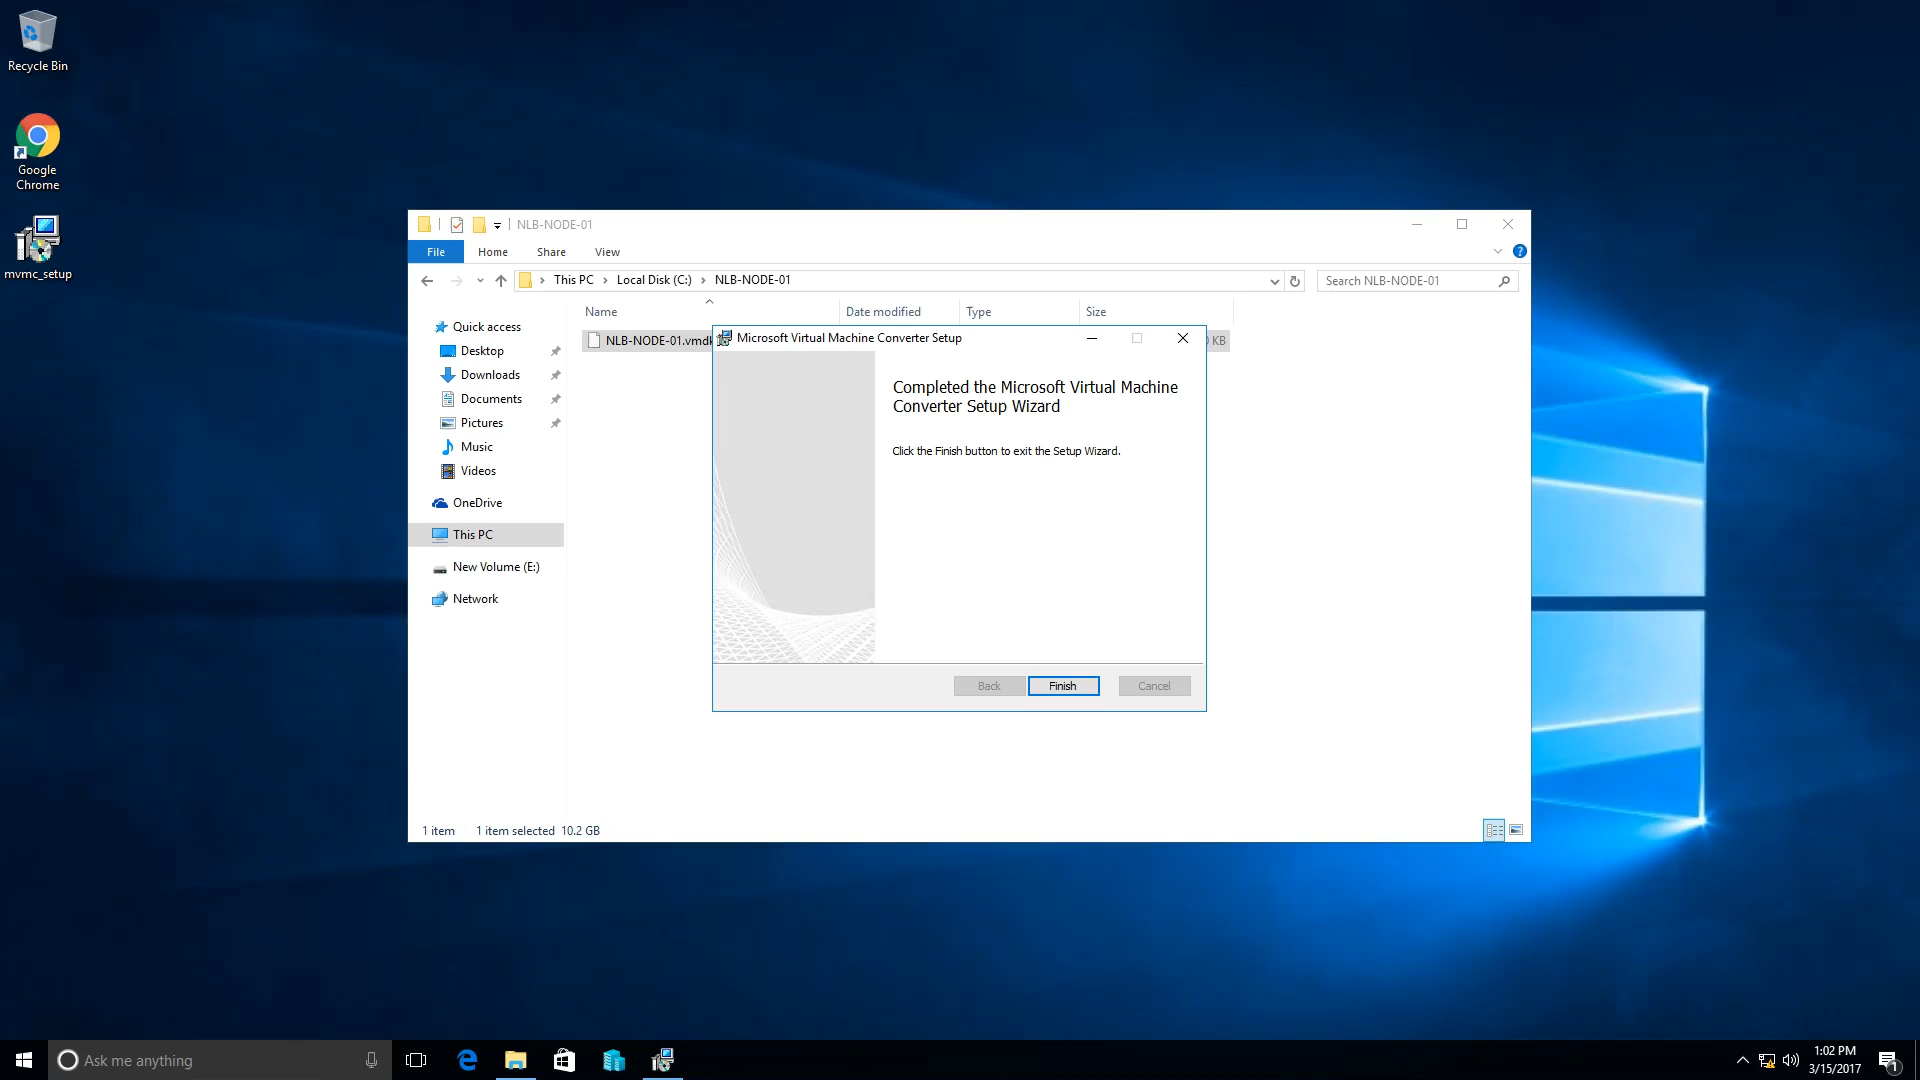 Recycle Bin
Google
Chrome
mvmc_setup
NLB-NODE-01
File Home Share View
This PC Local Disk (C:) NLB-NODE-01
Search NLB-NODE-01
Name Date modified Type Size
NLB-NODE-01.vmdk
KB
Quick access
Desktop
Downloads
Documents
Pictures
Music
Videos
OneDrive
This PC
New Volume (E:)
Network
1 item 1 item selected 10.2 GB
Microsoft Virtual Machine Converter Setup
Completed the Microsoft Virtual Machine
Converter Setup Wizard
Click the Finish button to exit the Setup Wizard.
Back Finish Cancel
Ask me anything
1:02 PM
3/15/2017
1